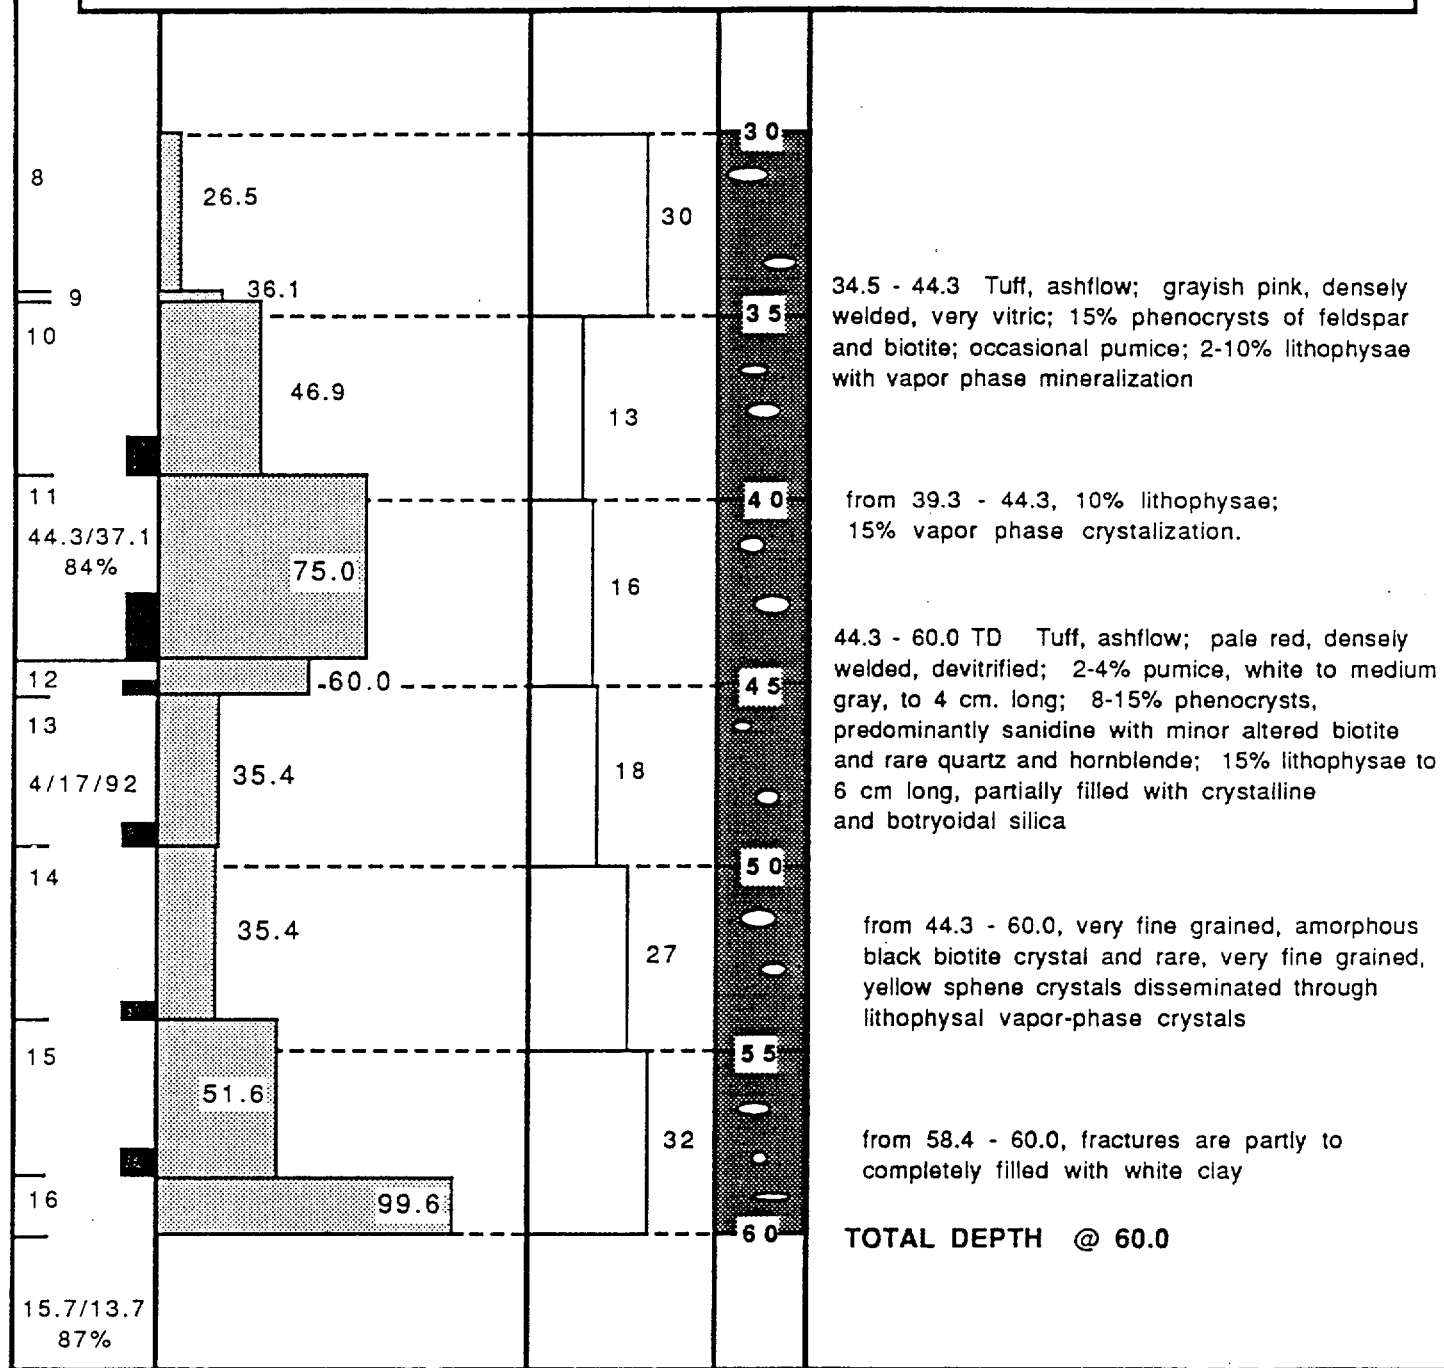 30
8
26.5
30
36.1
9
34.5 - 44.3 Tuff, ashflow; grayish pink, densely
welded, very vitric; 15% phenocrysts of feldspar
and biotite; occasional pumice; 2-10% lithophysae
with vapor phase mineralization
35
10
46.9
13
11
40
from 39.3 - 44.3, 10% lithophysae;
15% vapor phase crystalization.
44.3/37.1
84%
75.0
16
44.3 - 60.0 TD Tuff, ashflow; pale red, densely
welded, devitrified; 2-4% pumice, white to medium
gray, to 4 cm. long; 8-15% phenocrysts,
predominantly sanidine with minor altered biotite
and rare quartz and hornblende; 15% lithophysae to
6 cm long, partially filled with crystalline
and botryoidal silica
12
60.0
45
13
4/17/92
35.4
18
50
14
35.4
27
from 44.3 - 60.0, very fine grained, amorphous
black biotite crystal and rare, very fine grained,
yellow sphene crystals disseminated through
lithophysal vapor-phase crystals
15
55
51.6
32
from 58.4 - 60.0, fractures are partly to
completely filled with white clay
16
99.6
60
TOTAL DEPTH @ 60.0
15.7/13.7
87%